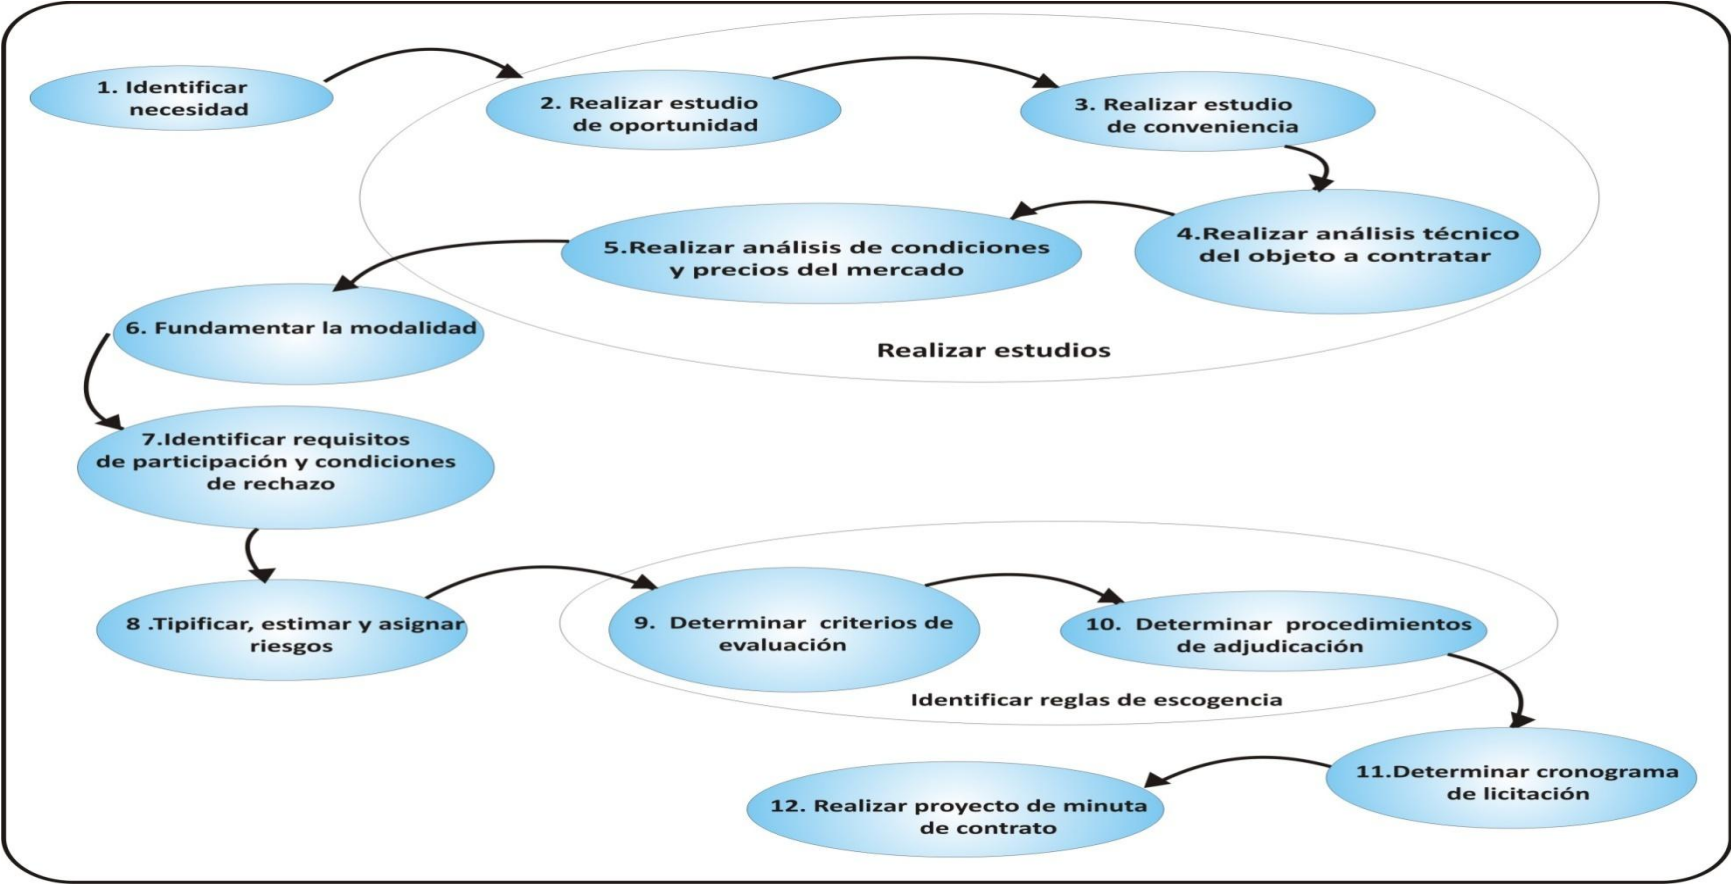 1. Identificar
necesidad
2. Realizar estudio
de oportunidad
3. Realizar estudio
de conveniencia
4.Realizar análisis técnico
del objeto a contratar
5.Realizar análisis de condiciones
y precios del mercado
Realizar estudios
6. Fundamentar la modalidad
7.Identificar requisitos
de participación y condiciones
de rechazo
8 .Tipificar, estimar y asignar
riesgos
9. Determinar criterios de
evaluación
10. Determinar procedimientos
de adjudicación
Identificar reglas de escogencia
11.Determinar cronograma
de licitación
12. Realizar proyecto de minuta
de contrato